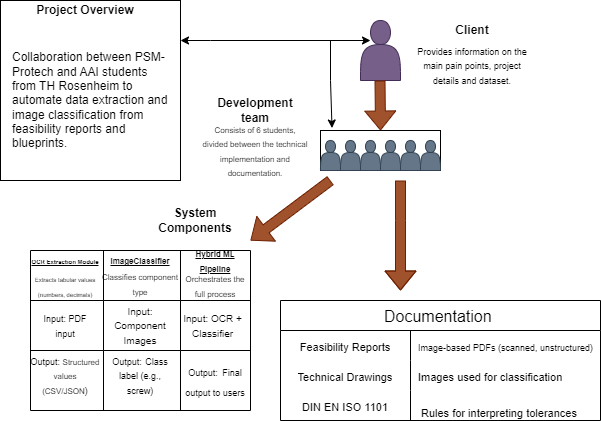 Project Overview
Collaboration between PSM-
Protech and AAI students
from TH Rosenheim to
automate data extraction and
image classification from
feasibility reports and
blueprints.
Client
Provides information on the
main pain points, project
details and dataset.
Development
team
Consists of 6 students,
divided between the technical
implementation and
documentation.
System
Components
OCR Extraction Module
Extracts tabular values
(numbers, decimals)
ImageClassifier
Classifies component
type
Hybrid ML
Pipeline
Orchestrates the
full process
Input: PDF
input
Input:
Component
Images
Input: OCR +
Classifier
Output: Structured
values
(CSV/JSON)
Output: Class
label (e.g.,
screw)
Output:  Final
output to users
Documentation
Feasibility Reports
Image-based PDFs (scanned, unstructured)
Technical Drawings
Images used for classification
DIN EN ISO 1101
Rules for interpreting tolerances